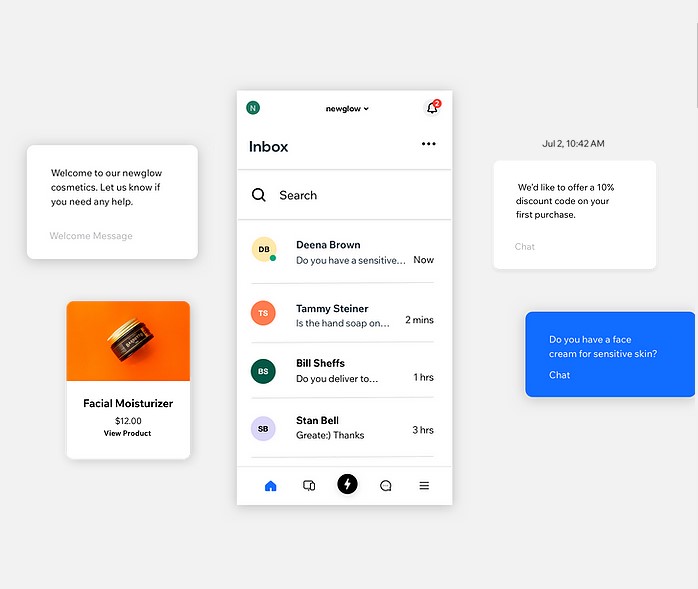 Welcome to our newglow
cosmetics. Let us know if
you need any help.
Welcome Message
Facial Moisturizer
$12.00
View Product
N
newglow
2
Inbox
Search
DB
Deena Brown
Do you have a sensitive...
Now
TS
Tammy Steiner
Is the hand soap on...
2 mins
BS
Bill Sheffs
Do you deliver to...
1 hrs
SB
Stan Bell
Greate:) Thanks
3 hrs
Jul 2, 10:42 AM
We'd like to offer a 10%
discount code on your
first purchase.
Chat
Do you have a face
cream for sensitive skin?
Chat